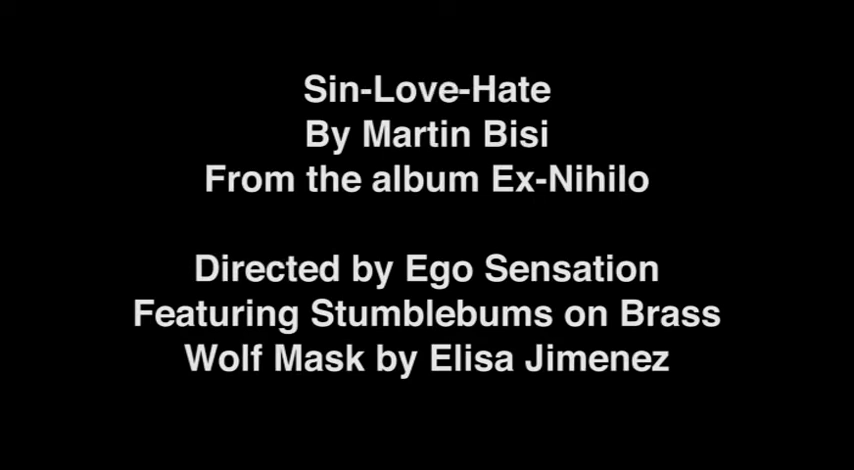 Sin-Love-Hate
By Martin Bisi
From the album Ex-Nihilo
Directed by Ego Sensation
Featuring Stumblebums on Brass
Wolf Mask by Elisa Jimenez